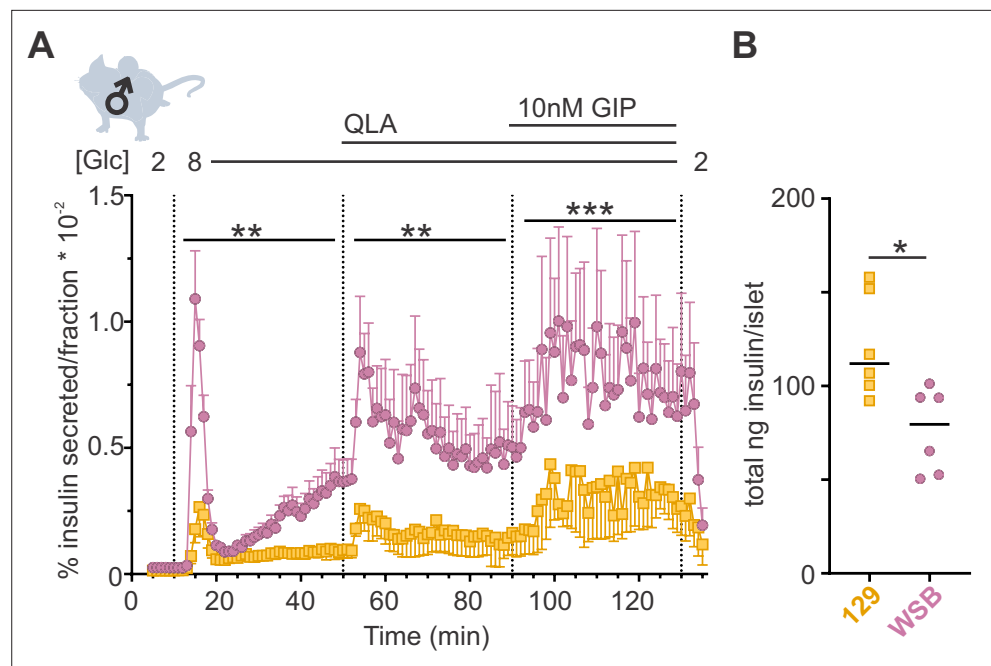 A
B
♂
10nM GIP
QLA
[Glc] 2 8 2
1.5
1.0
0.5
0
** ** ***
% insulin secreted/fraction * 10⁻²
0 20 40 60 80 100 120
Time (min)
200
100
0
*
total ng insulin/islet
129 WSB